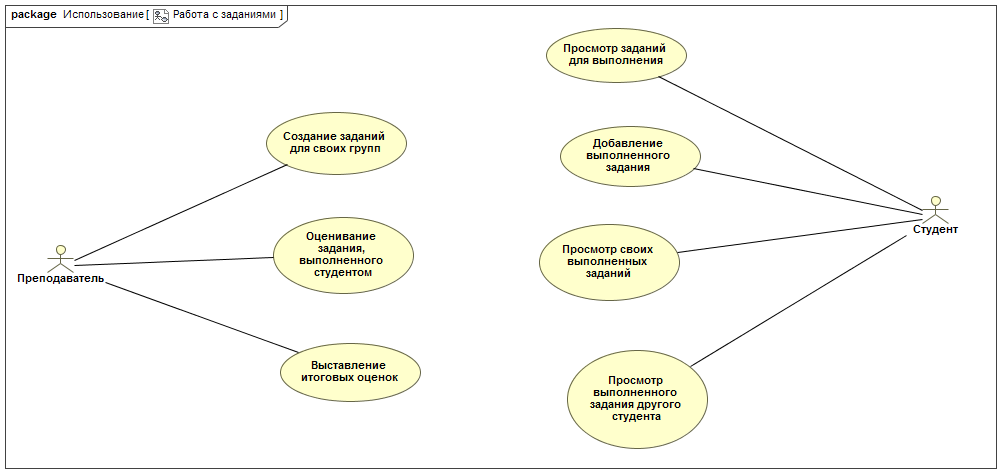 package Использование [ Работа с заданиями ]
Просмотр заданий
для выполнения
Создание заданий
для своих групп
Добавление
выполненного
задания
Студент
Оценивание
задания,
выполненного
студентом
Просмотр своих
выполненных
заданий
Преподаватель
Выставление
итоговых оценок
Просмотр
выполненного
задания другого
студента